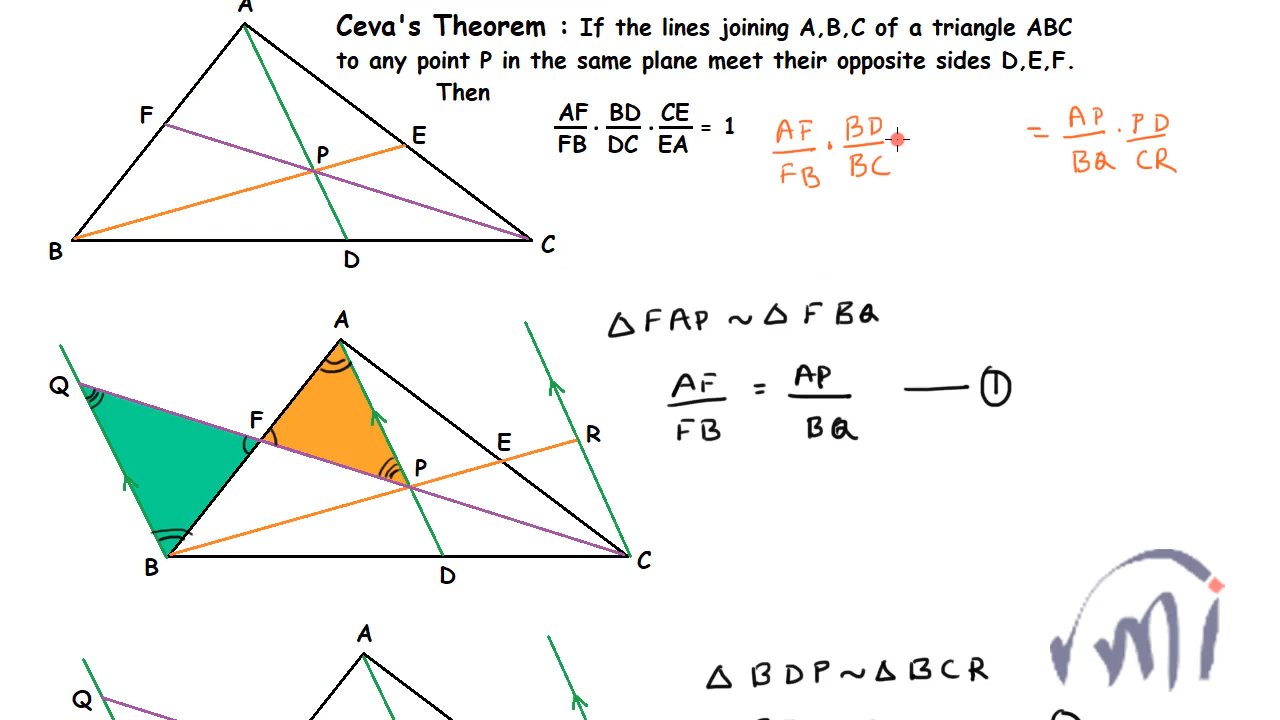 A
Ceva's Theorem : If the lines joining A,B,C of a triangle ABC
to any point P in the same plane meet their opposite sides D,E,F.
Then
AF/FB . BD/DC . CE/EA = 1
AF/FB . BD/BC = AP/BQ . PD/CR
F
E
P
B
D
C
△FAP ~ △FBQ
AF/FB = AP/BQ —— ①
A
Q
F
E
R
P
B
D
C
A
Q
△BDP ~ △BCR
rmi